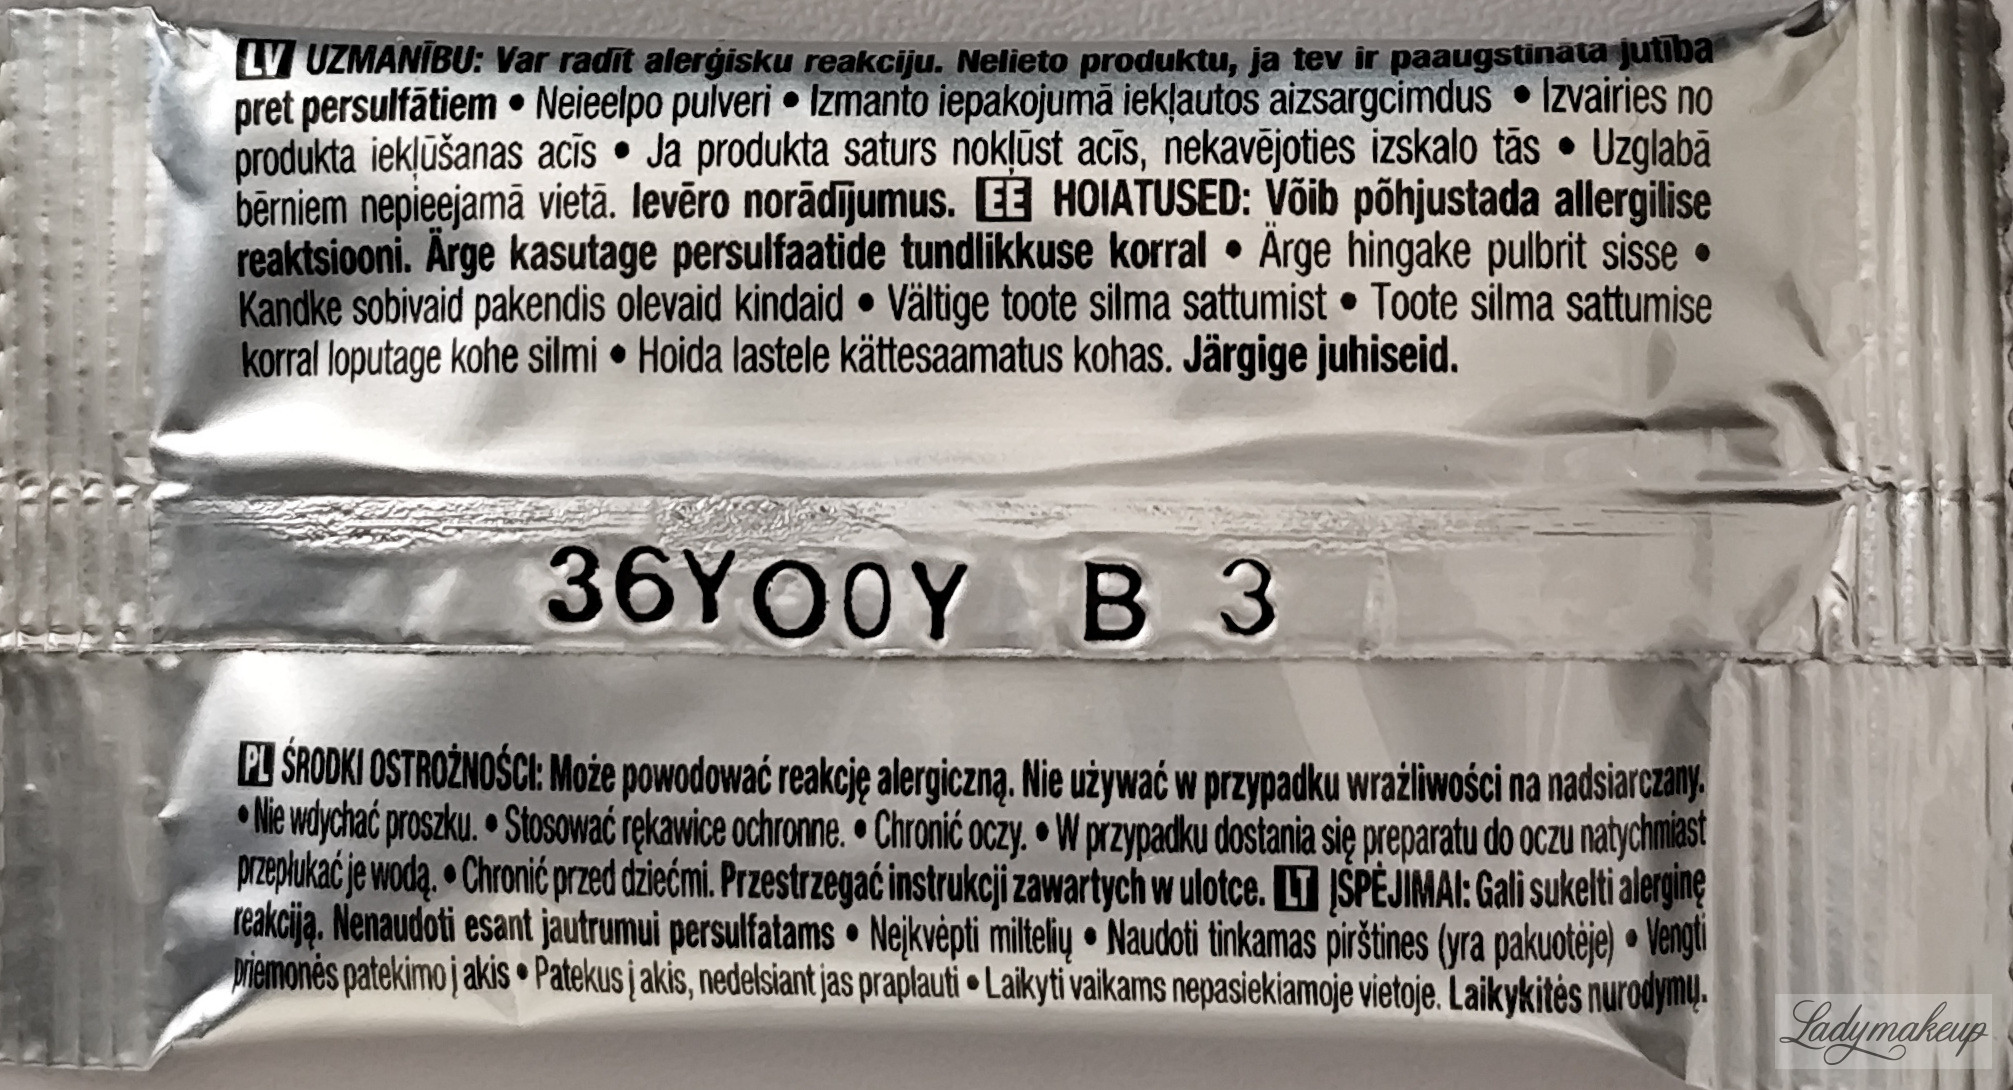 LV UZMANĪBU: Var radīt alerģisku reakciju. Nelieto produktu, ja tev ir paaugstināta jutība
pret persulfātiem • Neieelpo pulveri • Izmanto iepakojumā iekļautos aizsargcimdus • Izvairies no
produkta iekļūšanas acīs • Ja produkta saturs nokļūst acīs, nekavējoties izskalo tās • Uzglabā
bērniem nepieejamā vietā. Ievēro norādījumus. EE HOIATUSED: Võib põhjustada allergilise
reaktsiooni. Ärge kasutage persulfaatide tundlikkuse korral • Ärge hingake pulbrit sisse •
Kandke sobivaid pakendis olevaid kindaid • Vältige toote silma sattumist • Toote silma sattumise
korral loputage kohe silmi • Hoida lastele kättesaamatus kohas. Järgige juhiseid.
36YO0Y B 3
PL ŚRODKI OSTROŻNOŚCI: Może powodować reakcję alergiczną. Nie używać w przypadku wrażliwości na nadsiarczany.
• Nie wdychać proszku. • Stosować rękawice ochronne. • Chronić oczy. • W przypadku dostania się preparatu do oczu natychmiast
przepłukać je wodą. • Chronić przed dziećmi. Przestrzegać instrukcji zawartych w ulotce. LT ĮSPĖJIMAI: Gali sukelti alerginę
reakciją. Nenaudoti esant jautrumui persulfatams • Neįkvėpti miltelių • Naudoti tinkamas pirštines (yra pakuotėje) • Vengti
priemonės patekimo į akis • Patekus į akis, nedelsiant jas praplauti • Laikyti vaikams nepasiekiamoje vietoje. Laikykitės nurodymų.
Ladymakeup